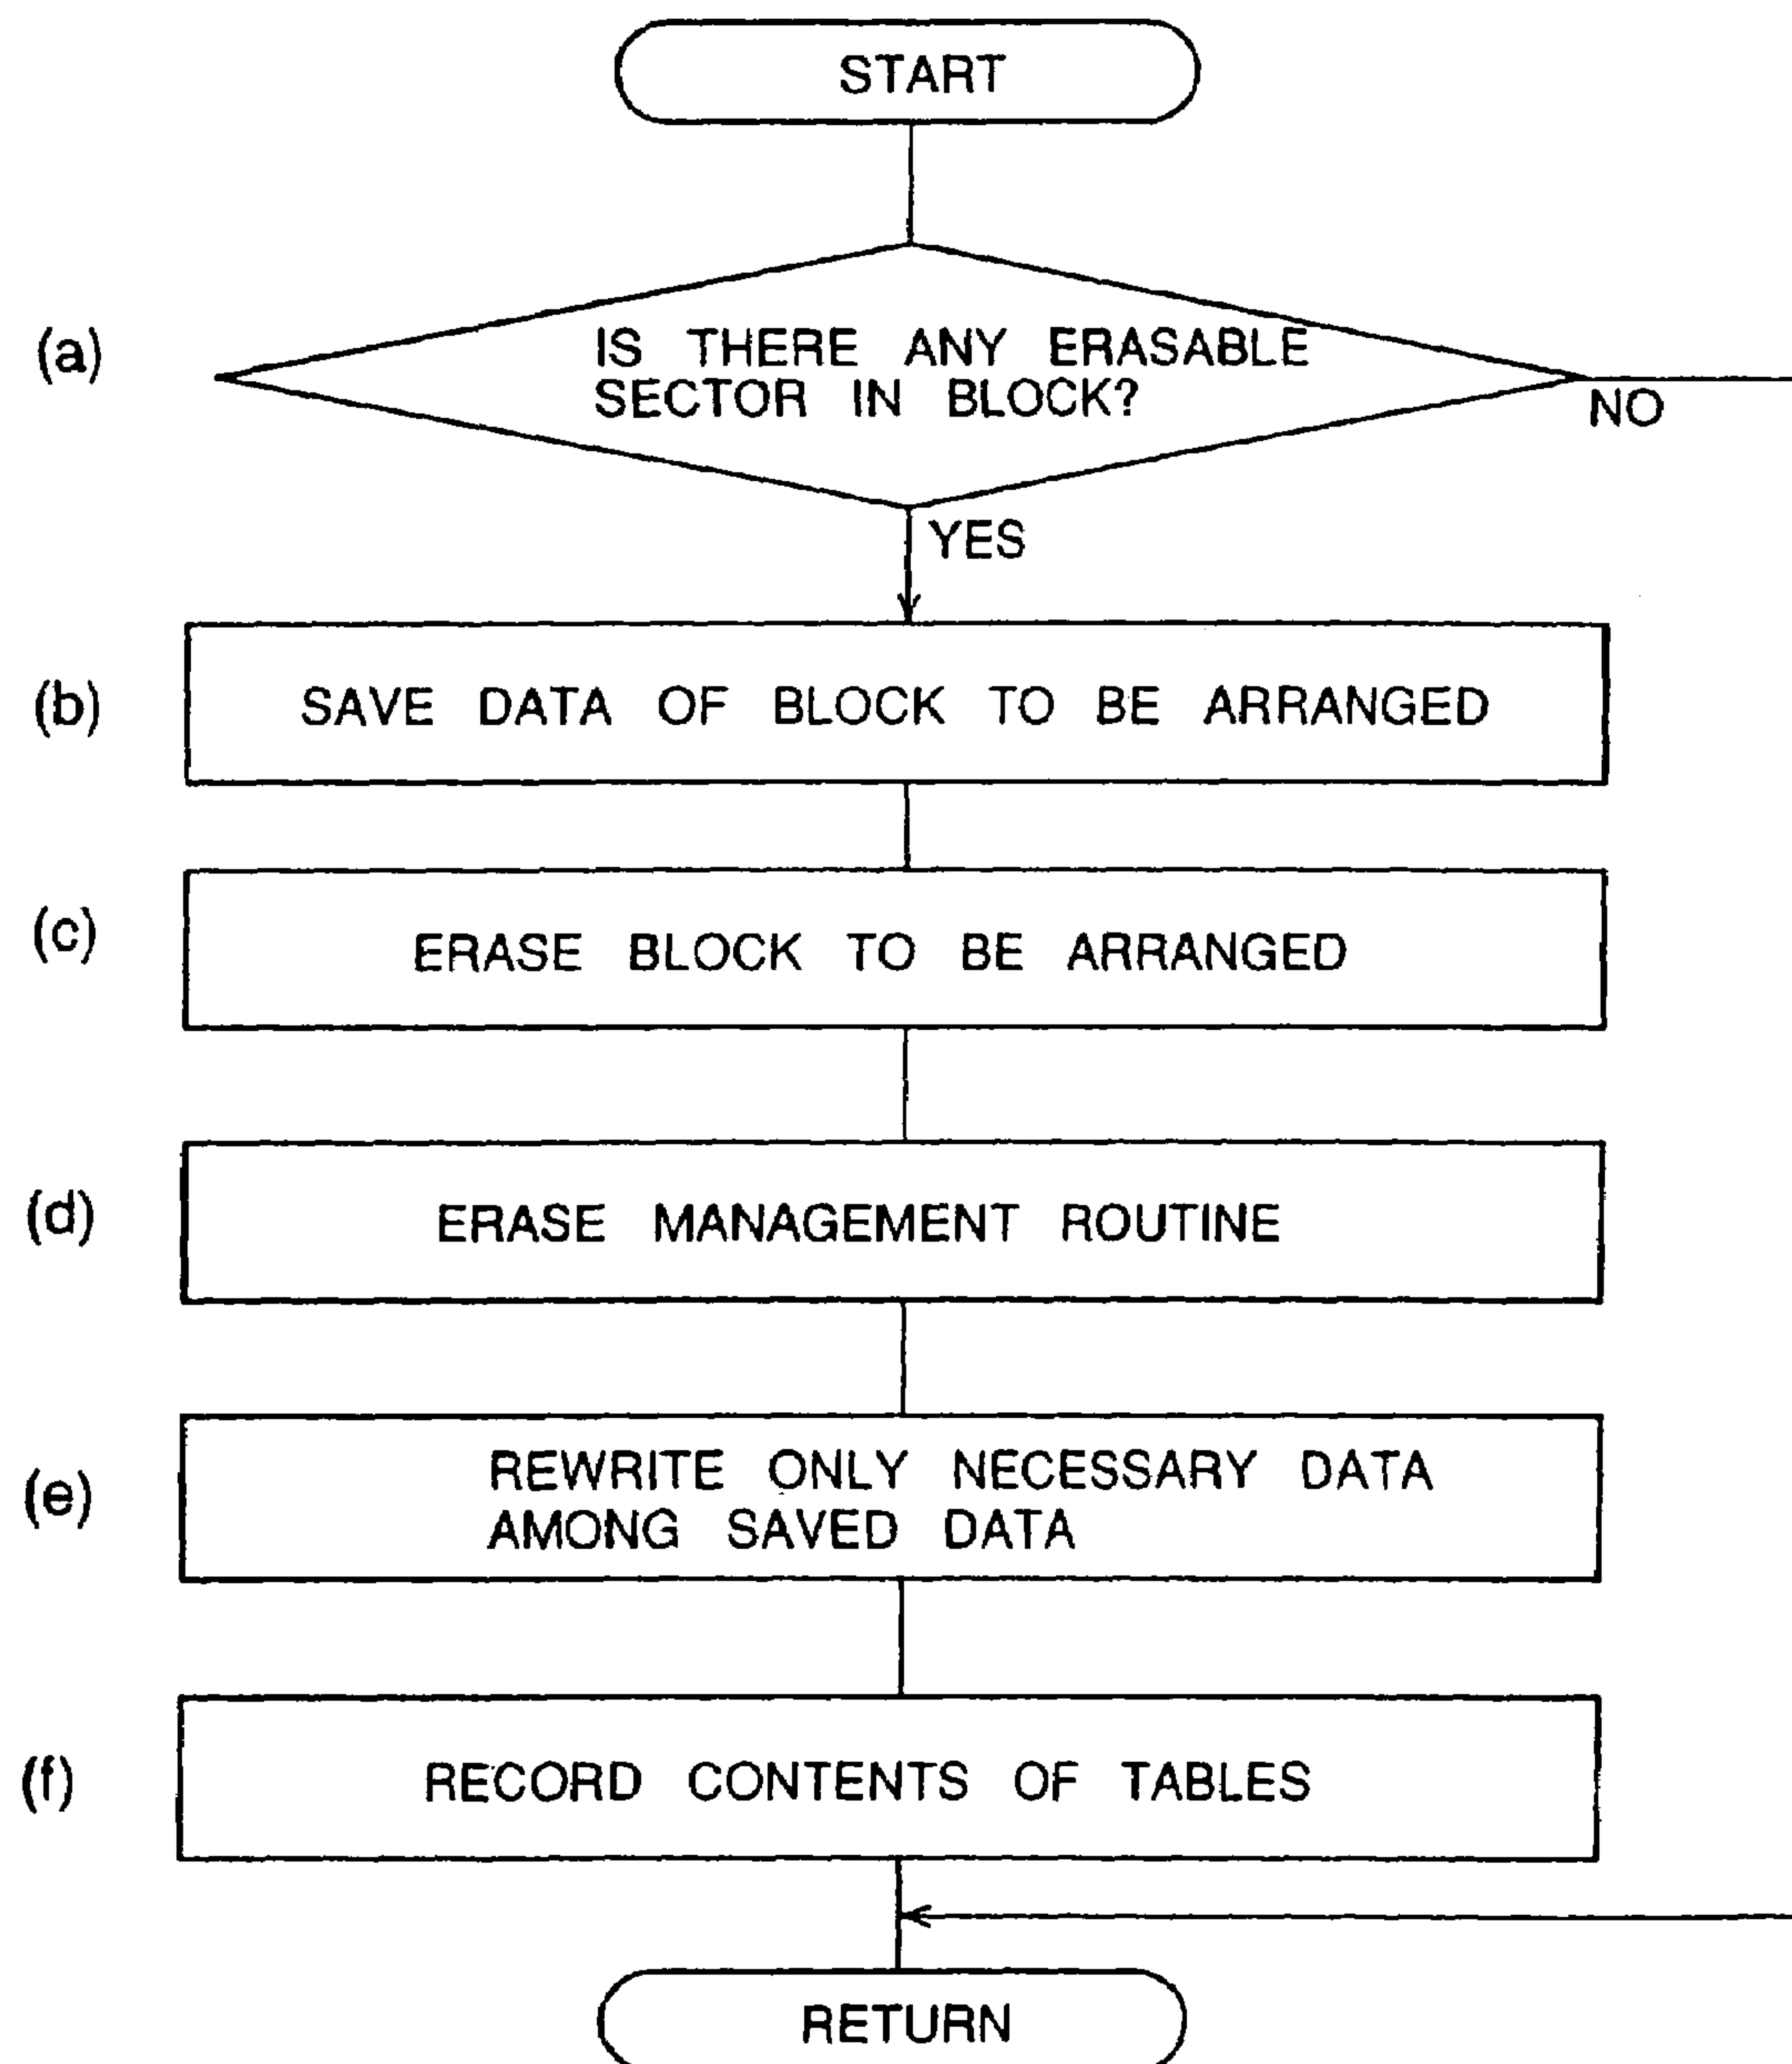 START
(a)
IS THERE ANY ERASABLE
SECTOR IN BLOCK?
NO
YES
(b)
SAVE DATA OF BLOCK TO BE ARRANGED
(c)
ERASE BLOCK TO BE ARRANGED
(d)
ERASE MANAGEMENT ROUTINE
(e)
REWRITE ONLY NECESSARY DATA
AMONG SAVED DATA
(f)
RECORD CONTENTS OF TABLES
RETURN